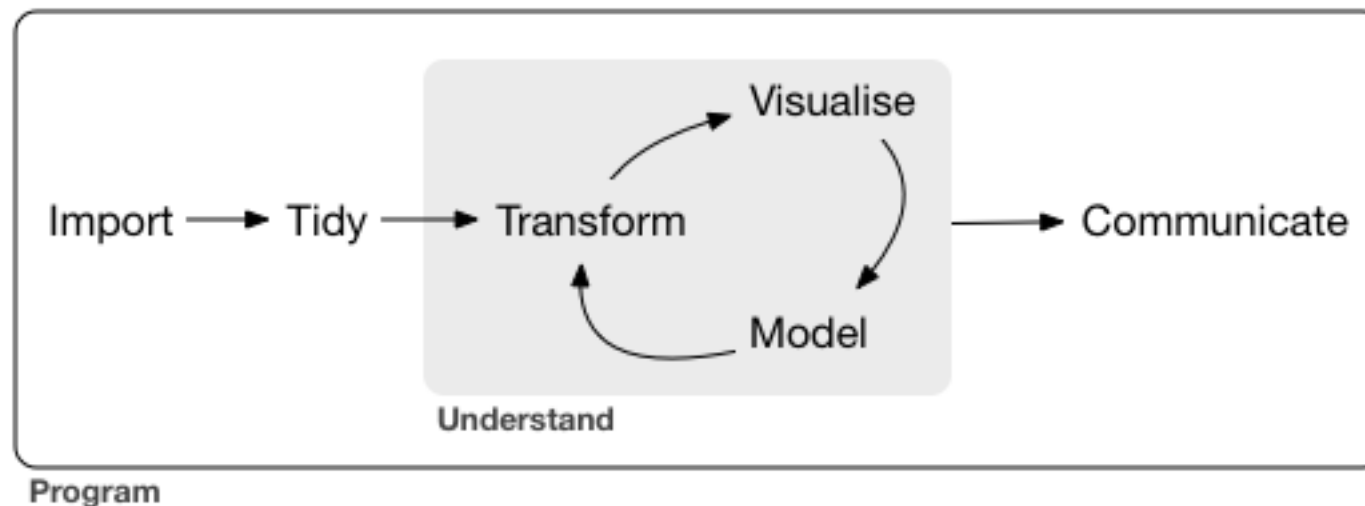 Visualise
Import
Tidy
Transform
Communicate
Model
Understand
Program